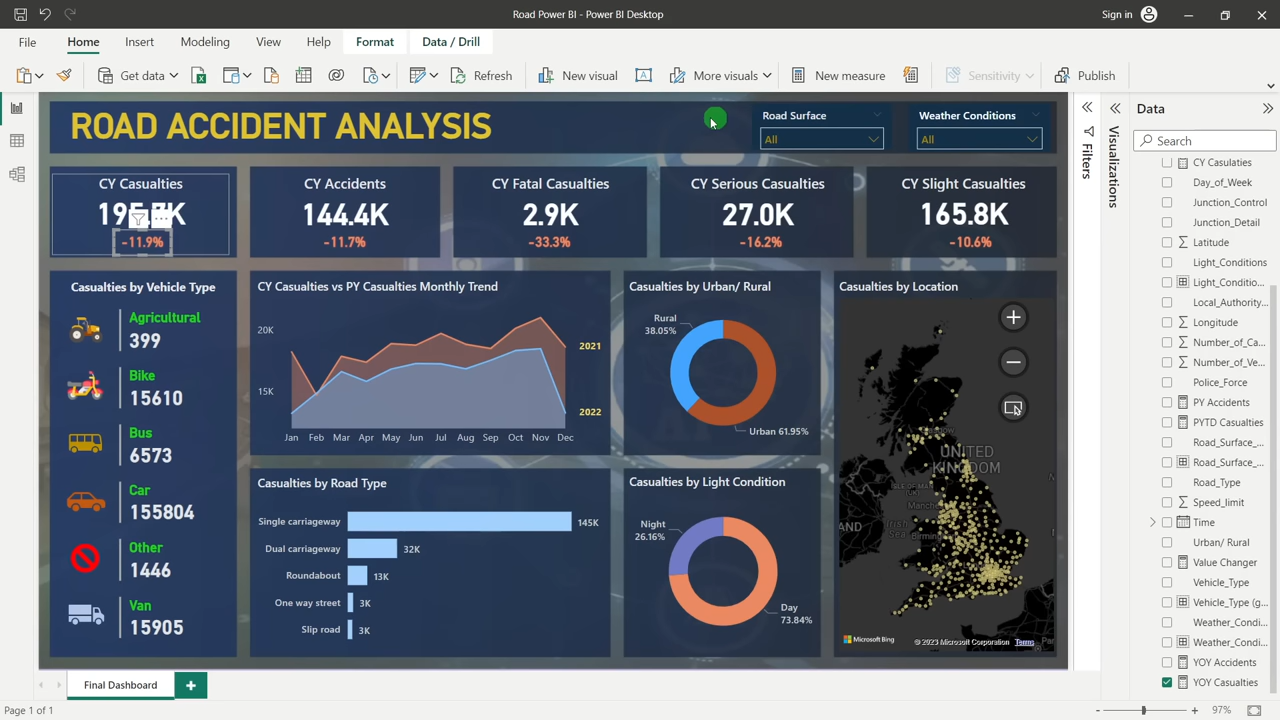 Road Power BI - Power BI Desktop
Sign in
File Home Insert Modeling View Help Format Data / Drill
Get data Refresh New visual More visuals New measure Sensitivity Publish
ROAD ACCIDENT ANALYSIS
Road Surface
All
Weather Conditions
All
CY Casualties
-11.9%
CY Accidents
144.4K
-11.7%
CY Fatal Casualties
2.9K
-33.3%
CY Serious Casualties
27.0K
-16.2%
CY Slight Casualties
165.8K
-10.6%
Casualties by Vehicle Type
Agricultural
399
Bike
15610
Bus
6573
Car
155804
Other
1446
Van
15905
CY Casualties vs PY Casualties Monthly Trend
20K
15K
2021
2022
Jan Feb Mar Apr May Jun Jul Aug Sep Oct Nov Dec
Casualties by Road Type
Single carriageway 145K
Dual carriageway 32K
Roundabout 13K
One way street 3K
Slip road 3K
Casualties by Urban/ Rural
Rural
38.05%
Urban 61.95%
Casualties by Light Condition
Night
26.16%
Day
73.84%
Casualties by Location
UNITED
KINGDOM
Microsoft Bing
© 2023 Microsoft Corporation Terms
Filters
Visualizations
Data
Search
CY Casulaties
Day_of_Week
Junction_Control
Junction_Detail
Latitude
Light_Conditions
Light_Conditio...
Local_Authority...
Longitude
Number_of_Ca...
Number_of_Ve...
Police_Force
PY Accidents
PYTD Casualties
Road_Surface_...
Road_Surface_...
Road_Type
Speed_limit
Time
Urban/ Rural
Value Changer
Vehicle_Type
Vehicle_Type (g...
Weather_Condi...
Weather_Condi...
YOY Accidents
YOY Casualties
Final Dashboard
Page 1 of 1
97%